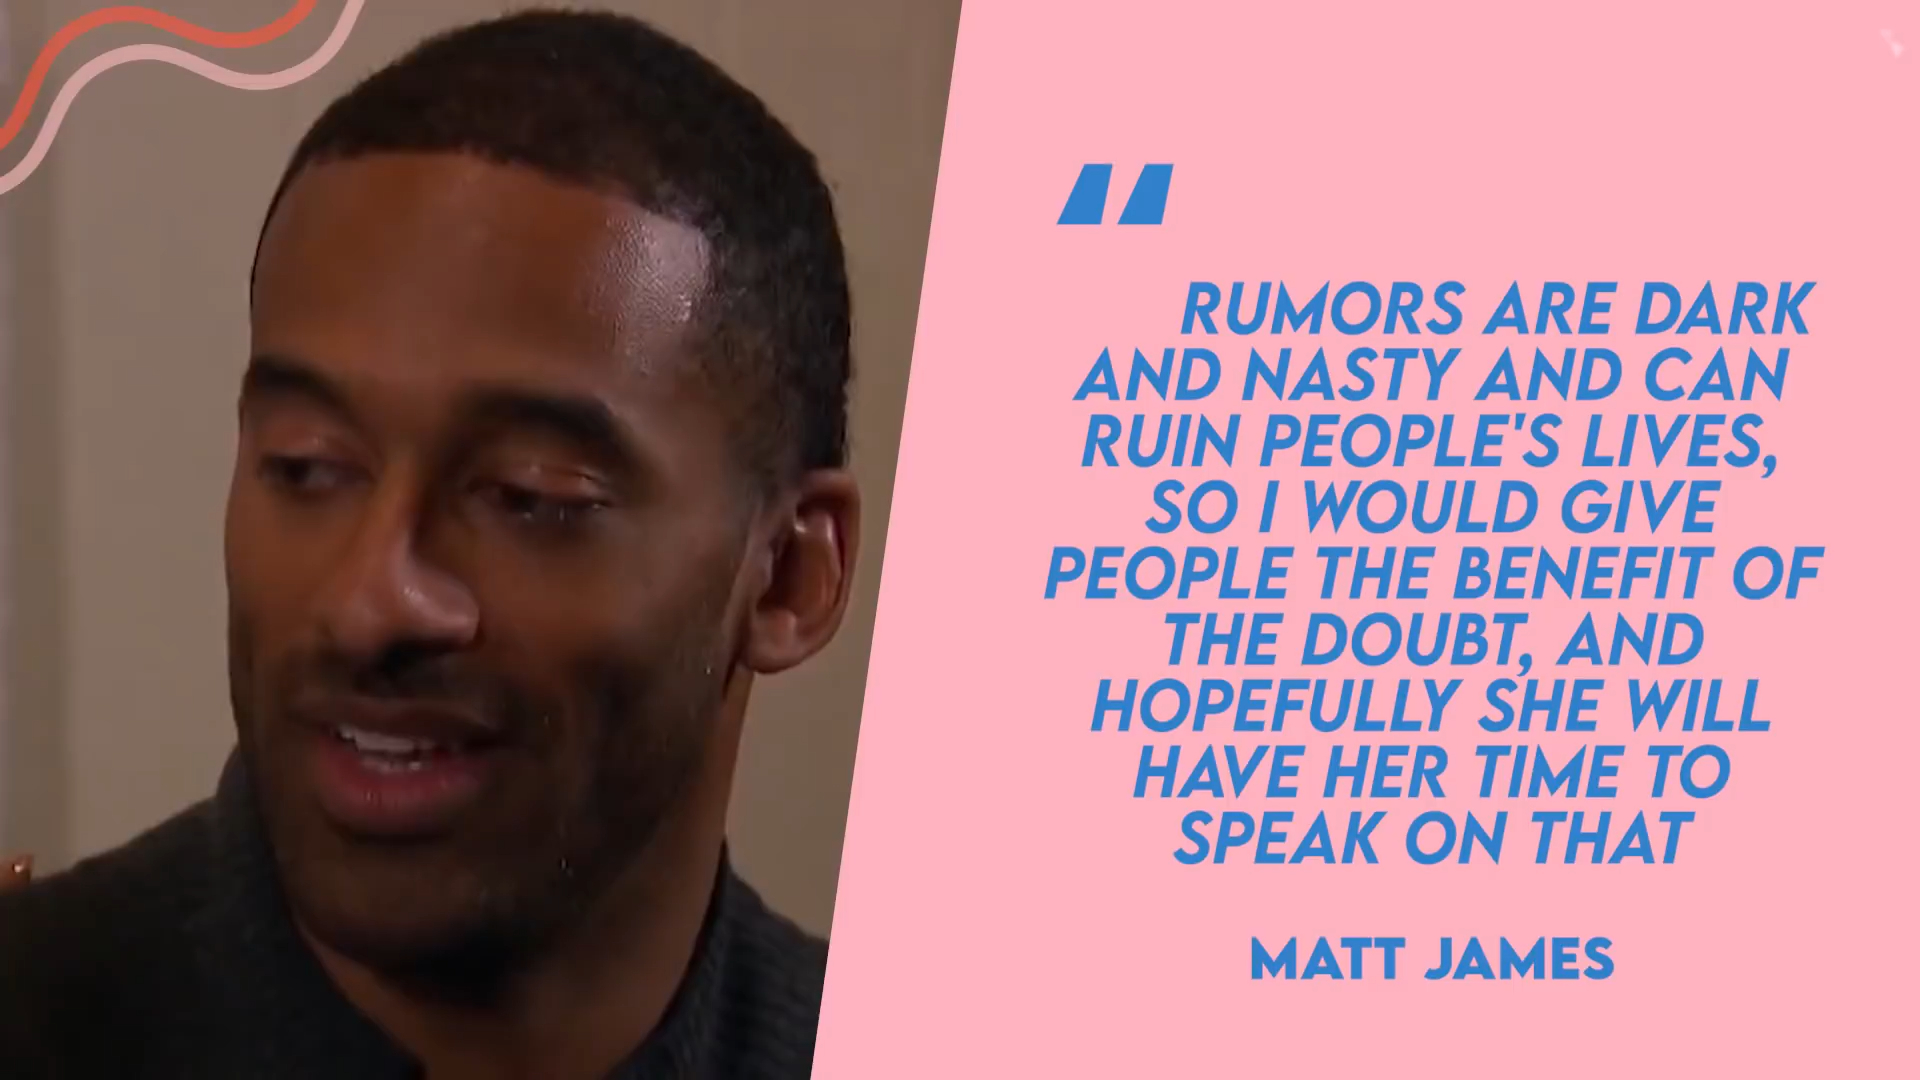 “
RUMORS ARE DARK
AND NASTY AND CAN
RUIN PEOPLE'S LIVES,
SO I WOULD GIVE
PEOPLE THE BENEFIT OF
THE DOUBT, AND
HOPEFULLY SHE WILL
HAVE HER TIME TO
SPEAK ON THAT
MATT JAMES